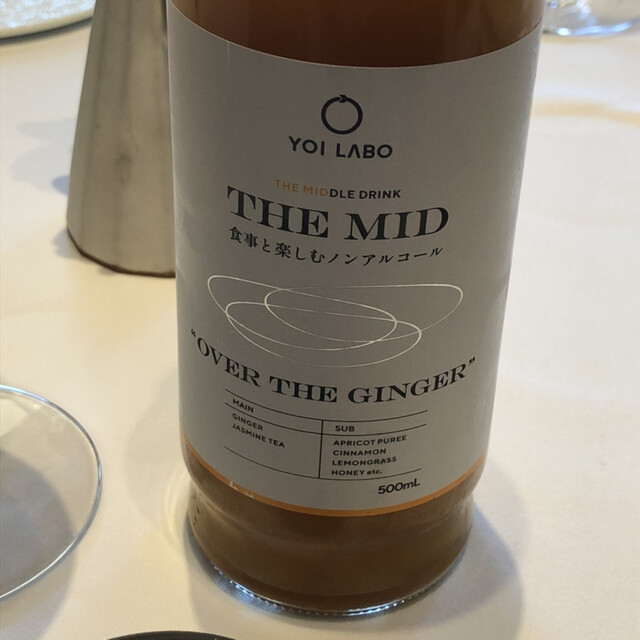 YOI LABO
THE MIDDLE DRINK
THE MID
食事と楽しむノンアルコール
"OVER THE GINGER"
MAIN
GINGER
JASMINE TEA
SUB
APRICOT PUREE
CINNAMON
LEMONGRASS
HONEY etc.
500mL